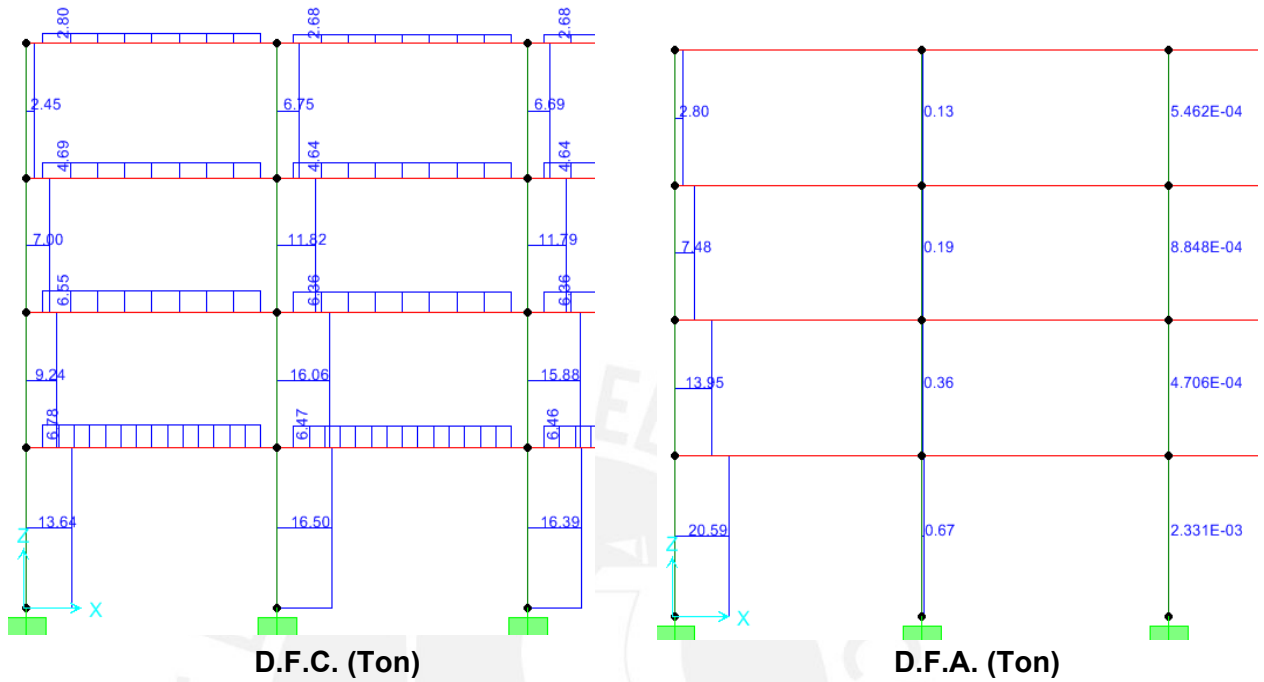 2.80 2.68 2.68
2.45 6.75 6.69
4.69 4.64 4.64
7.00 11.82 11.79
6.55 6.36 6.36
9.24 16.06 15.88
6.78 6.47 6.46
13.64 16.50 16.39
Z
X
D.F.C. (Ton)
2.80 0.13 5.462E-04
7.48 0.19 8.848E-04
13.95 0.36 4.706E-04
20.59 0.67 2.331E-03
Z
X
D.F.A. (Ton)